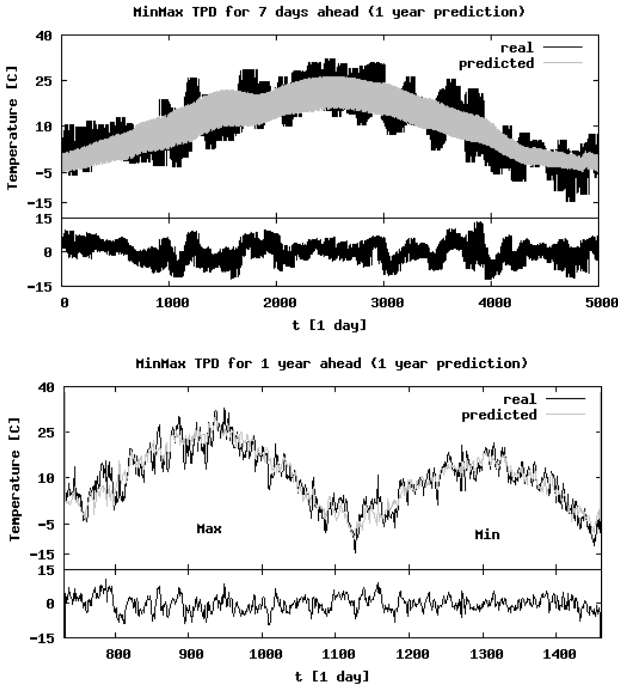 MinMax TPD for 7 days ahead (1 year prediction)
40
real
predicted
25
10
-5
-15
Temperature [C]
15
0
-15
0 1000 2000 3000 4000 5000
t [1 day]
MinMax TPD for 1 year ahead (1 year prediction)
40
real
predicted
25
10
-5
-15
Temperature [C]
Max Min
15
0
-15
800 900 1000 1100 1200 1300 1400
t [1 day]